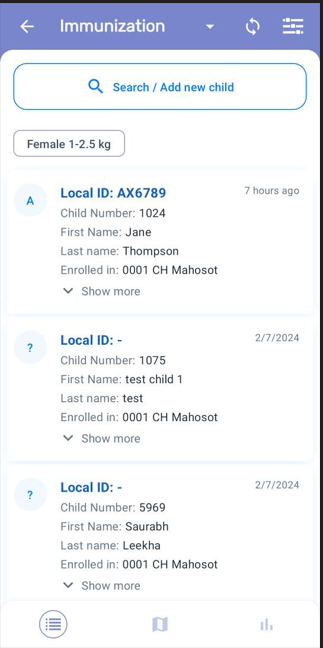 Immunization
Search / Add new child
Female 1-2.5 kg
A
Local ID: AX6789
7 hours ago
Child Number: 1024
First Name: Jane
Last name: Thompson
Enrolled in: 0001 CH Mahosot
Show more
?
Local ID: -
2/7/2024
Child Number: 1075
First Name: test child 1
Last name: test
Enrolled in: 0001 CH Mahosot
Show more
?
Local ID: -
2/7/2024
Child Number: 5969
First Name: Saurabh
Last name: Leekha
Enrolled in: 0001 CH Mahosot
Show more